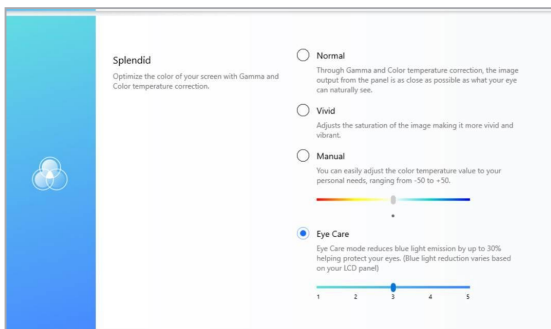 Splendid
Optimize the color of your screen with Gamma and
Color temperature correction.
Normal
Through Gamma and Color temperature correction, the image
output from the panel is as close as possible as what your eye
can naturally see.
Vivid
Adjusts the saturation of the image making it more vivid and
vibrant.
Manual
You can easily adjust the color temperature value to your
personal needs, ranging from -50 to +50.
Eye Care
Eye Care mode reduces blue light emission by up to 30%
helping protect your eyes. (Blue light reduction varies based
on your LCD panel)
1 2 3 4 5